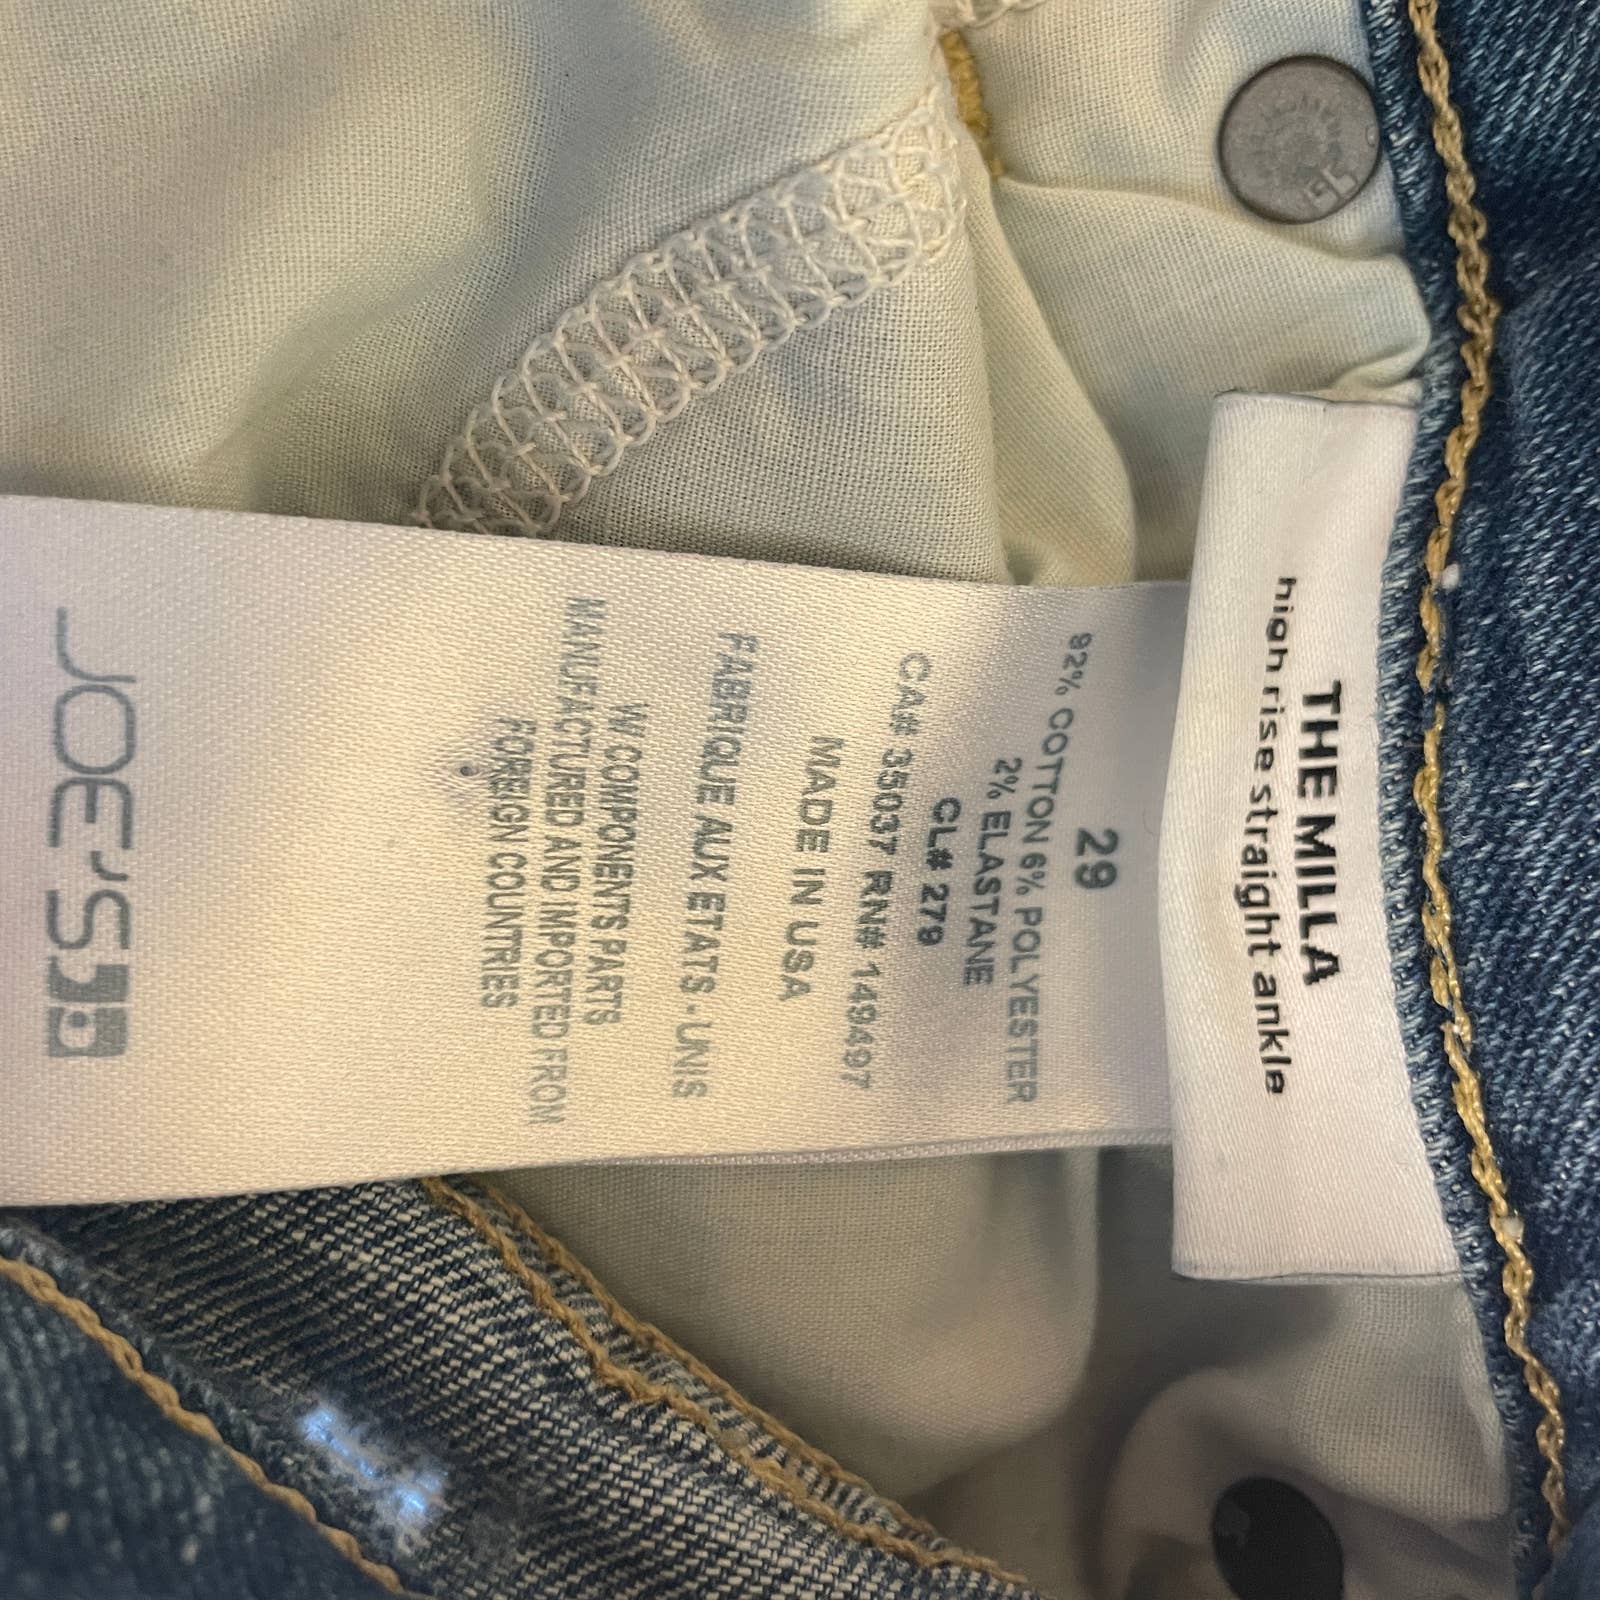 THE MILLA
high rise straight ankle
29
92% COTTON 6% POLYESTER
2% ELASTANE
CL# 279
CA# 35037 RN# 149497
MADE IN USA
FABRIQUE AUX ETATS-UNIS
W. COMPONENTS PARTS
MANUFACTURED AND IMPORTED FROM
FOREIGN COUNTRIES
JOE'S